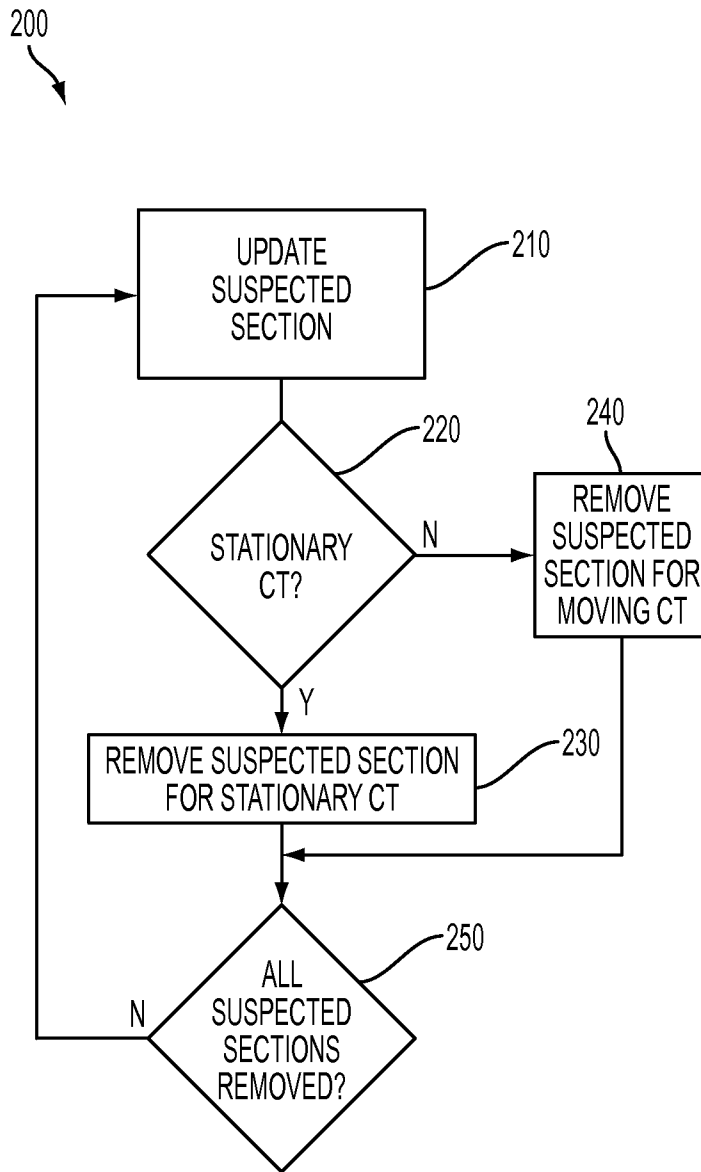 200
UPDATE
SUSPECTED
SECTION
210
220
STATIONARY
CT?
N
240
REMOVE
SUSPECTED
SECTION FOR
MOVING CT
Y
REMOVE SUSPECTED SECTION
FOR STATIONARY CT
230
250
ALL
SUSPECTED
SECTIONS
REMOVED?
N